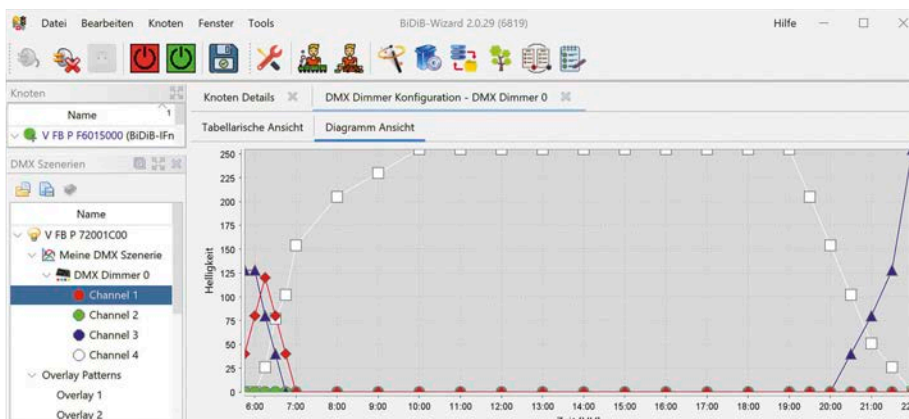 Datei Bearbeiten Knoten Fenster Tools BiDiB-Wizard 2.0.29 (6819) Hilfe
Knoten
Name 1
V FB P F6015000 (BiDiB-IFn
DMX Szenerien
Name
V FB P 72001C00
Meine DMX Szenerie
DMX Dimmer 0
Channel 1
Channel 2
Channel 3
Channel 4
Overlay Patterns
Overlay 1
Overlay 2
Knoten Details DMX Dimmer Konfiguration - DMX Dimmer 0
Tabellarische Ansicht Diagramm Ansicht
Helligkeit
250
225
200
175
150
125
100
75
50
25
0
6:00 7:00 8:00 9:00 10:00 11:00 12:00 13:00 14:00 15:00 16:00 17:00 18:00 19:00 20:00 21:00 22